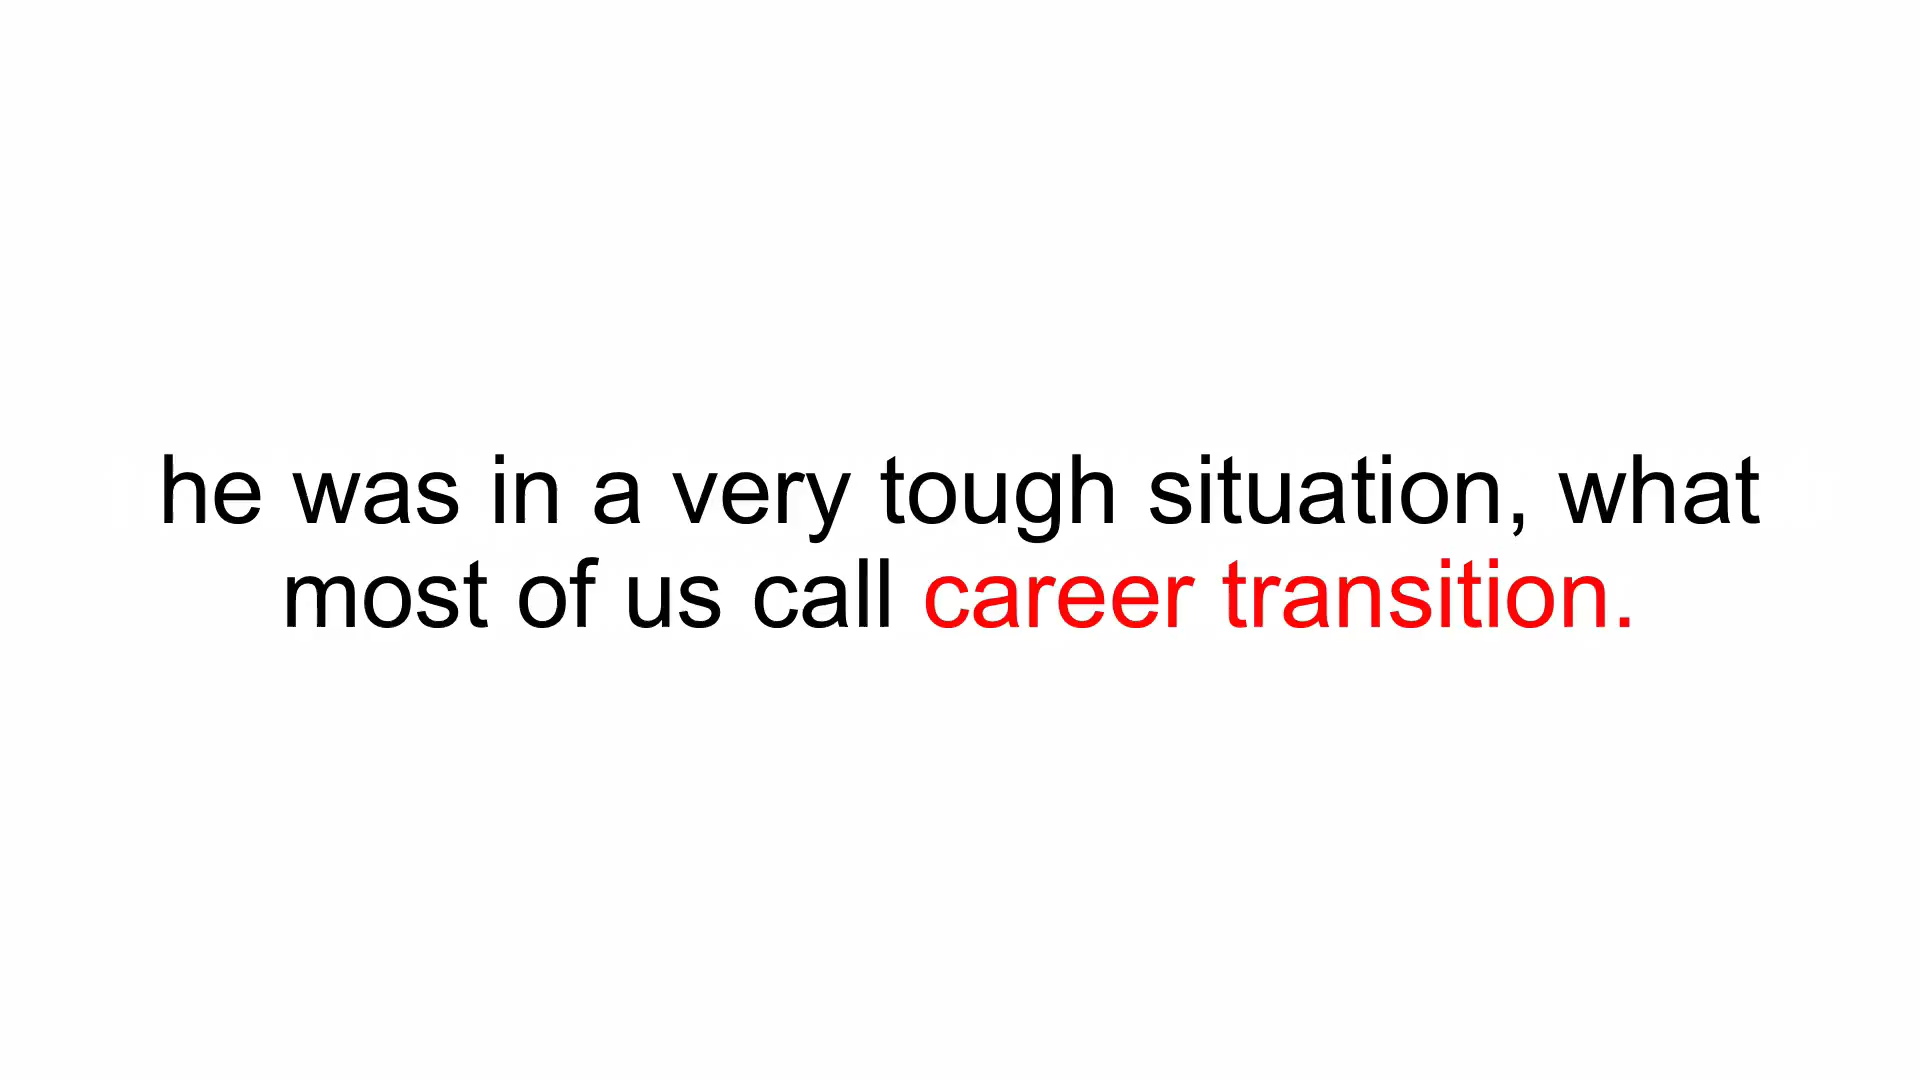 he was in a very tough situation, what
most of us call career transition.